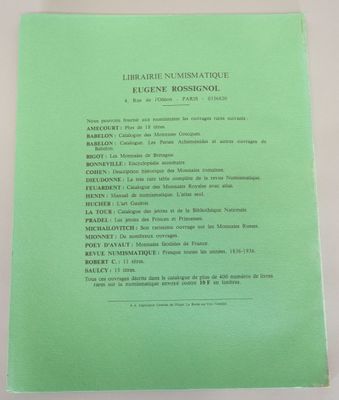 LIBRAIRIE NUMISMATIQUE
EUGENE ROSSIGNOL
4, Rue de l'Odéon - PARIS - 0336820
Nous pouvons fournir aux numismates les ouvrages rares suivants :
AMECOURT : Plus de 18 titres.
BABELON : Catalogue des Monnaies Grecques.
BABELON : Catalogue. Les Perses Achéménides et autres ouvrages de
Babelon.
BIGOT : Les Monnaies de Bretagne.
BONNEVILLE : Encyclopédie monétaire.
COHEN : Description historique des Monnaies romaines.
DIEUDONNE : La très rare table complète de la revue Numismatique.
FEUARDENT : Catalogue des Monnaies Royales avec atlas.
HENIN : Manuel de numismatique. L'atlas seul.
HUCHER : L'art Gaulois.
LA TOUR : Catalogue des jetons et de la Bibliothèque Nationale.
PRADEL : Les jetons des Princes et Princesses.
MICHAILOVITCH : Son rarissime ouvrage sur les Monnaies Russes.
MIONNET : De nombreux ouvrages.
POEY D'AVAUT : Monnaies féodales de France.
REVUE NUMISMATIQUE : Presque toutes les années, 1836-1936.
ROBERT C. : 11 titres.
SAULCY : 15 titres.
Tous ces ouvrages décrits dans le catalogue de plus de 400 numéros de livres
rares sur la numismatique envoyé contre 10 F en timbres.